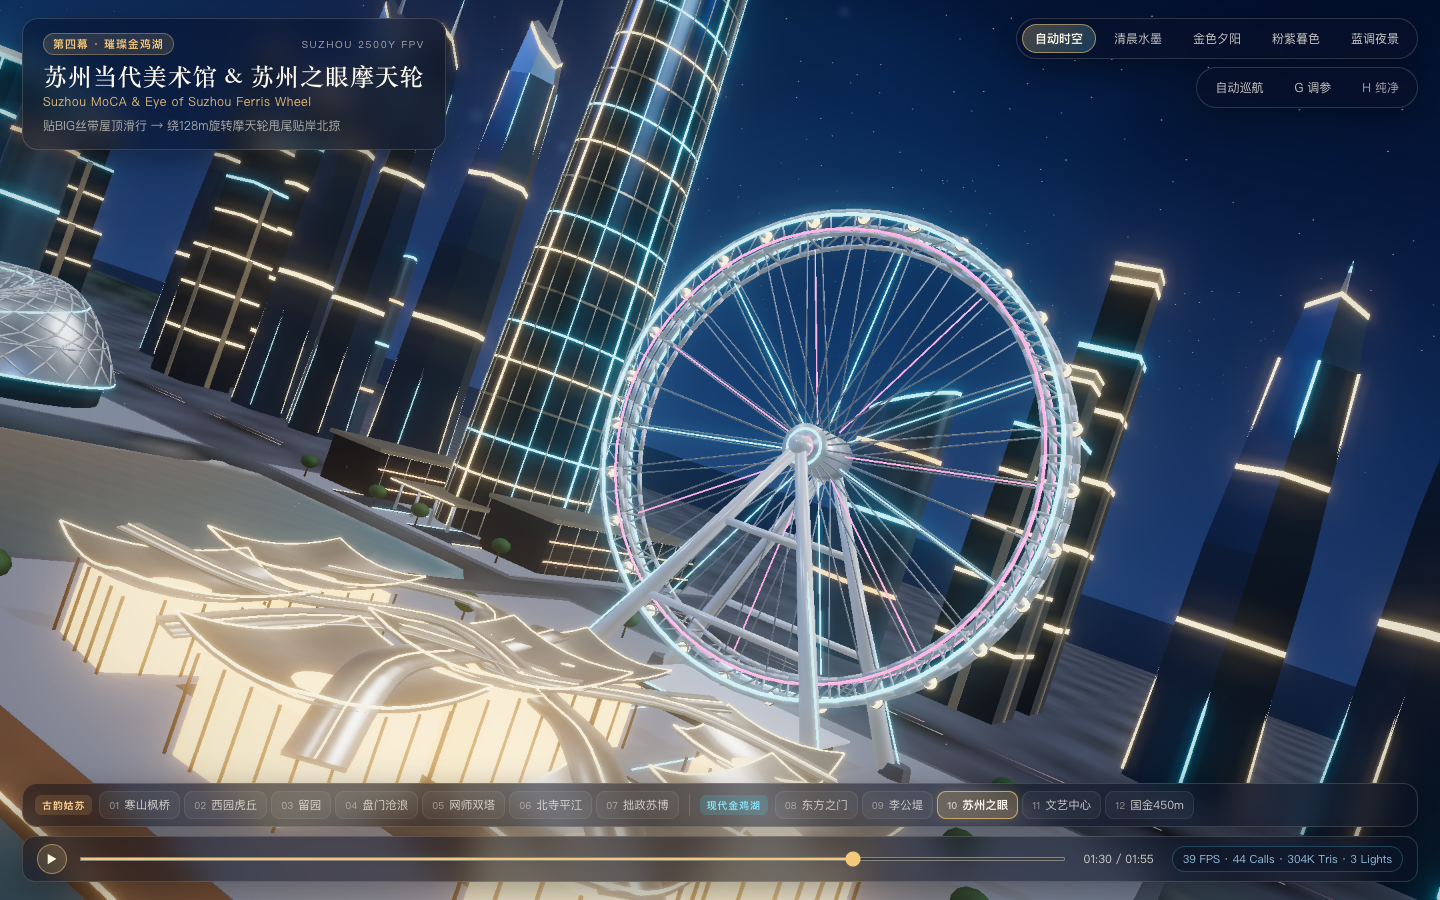 第四幕 · 璀璨金鸡湖
SUZHOU 2500Y FPV
苏州当代美术馆 & 苏州之眼摩天轮
Suzhou MoCA & Eye of Suzhou Ferris Wheel
贴BIG丝带屋顶滑行 → 绕128m旋转摩天轮甩尾贴岸北掠
自动时空 清晨水墨 金色夕阳 粉紫暮色 蓝调夜景
自动巡航 G 调参 H 纯净
古韵姑苏 01 寒山枫桥 02 西园虎丘 03 留园 04 盘门沧浪 05 网师双塔 06 北寺平江 07 拙政苏博 现代金鸡湖 08 东方之门 09 李公堤 10 苏州之眼 11 文艺中心 12 国金450m
01:30 / 01:55 39 FPS · 44 Calls · 304K Tris · 3 Lights